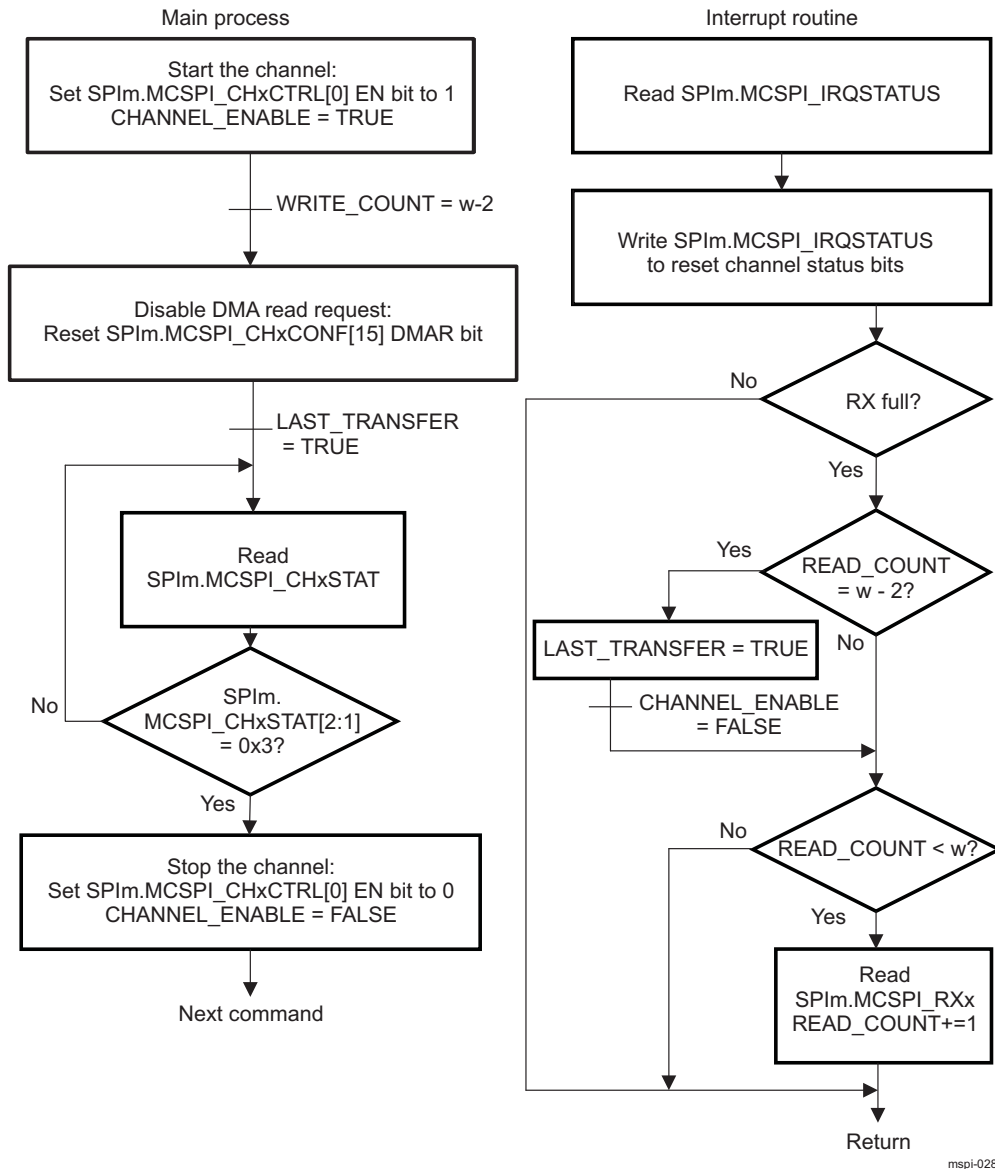 Main process
Start the channel:
Set SPIm.MCSPI_CHxCTRL[0] EN bit to 1
CHANNEL_ENABLE = TRUE
WRITE_COUNT = w-2
Disable DMA read request:
Reset SPIm.MCSPI_CHxCONF[15] DMAR bit
LAST_TRANSFER
= TRUE
Read
SPIm.MCSPI_CHxSTAT
No
SPIm.
MCSPI_CHxSTAT[2:1]
= 0x3?
Yes
Stop the channel:
Set SPIm.MCSPI_CHxCTRL[0] EN bit to 0
CHANNEL_ENABLE = FALSE
Next command
Interrupt routine
Read SPIm.MCSPI_IRQSTATUS
Write SPIm.MCSPI_IRQSTATUS
to reset channel status bits
No
RX full?
Yes
Yes
READ_COUNT
= w - 2?
No
LAST_TRANSFER = TRUE
CHANNEL_ENABLE
= FALSE
No
READ_COUNT < w?
Yes
Read
SPIm.MCSPI_RXx
READ_COUNT+=1
Return
mspi-028